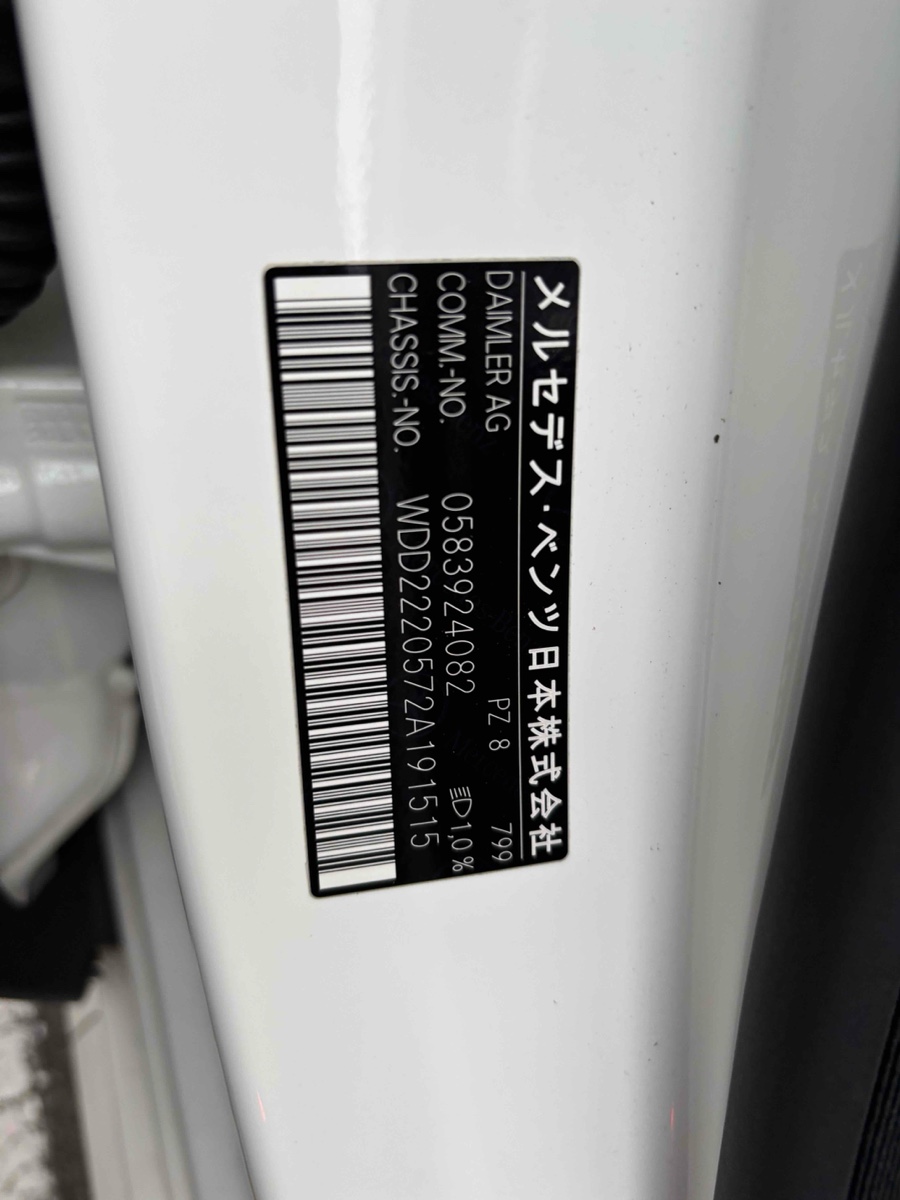 メルセデス・ベンツ日本株式会社
DAIMLER AG PZ 8 799
COMM.-NO. 0583924082 1,0%
CHASSIS.-NO. WDD2220572A191515